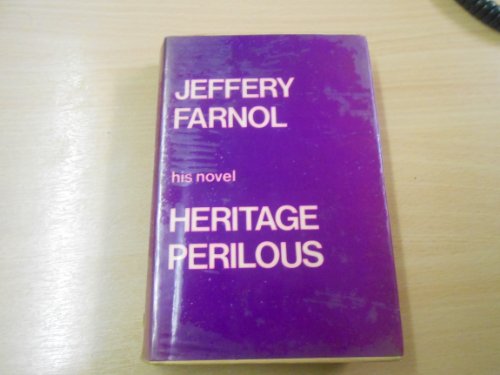 JEFFERY
FARNOL
his novel
HERITAGE
PERILOUS